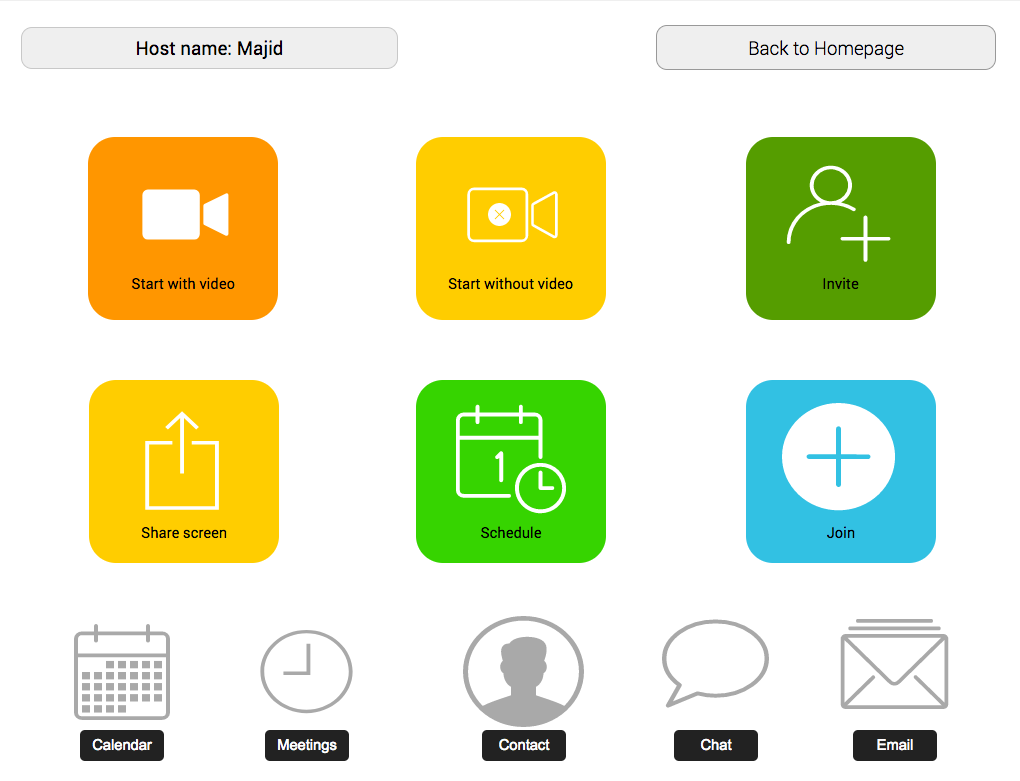 Host name: Majid
Back to Homepage
Start with video
Start without video
Invite
Share screen
1
Schedule
Join
Calendar
Meetings
Contact
Chat
Email